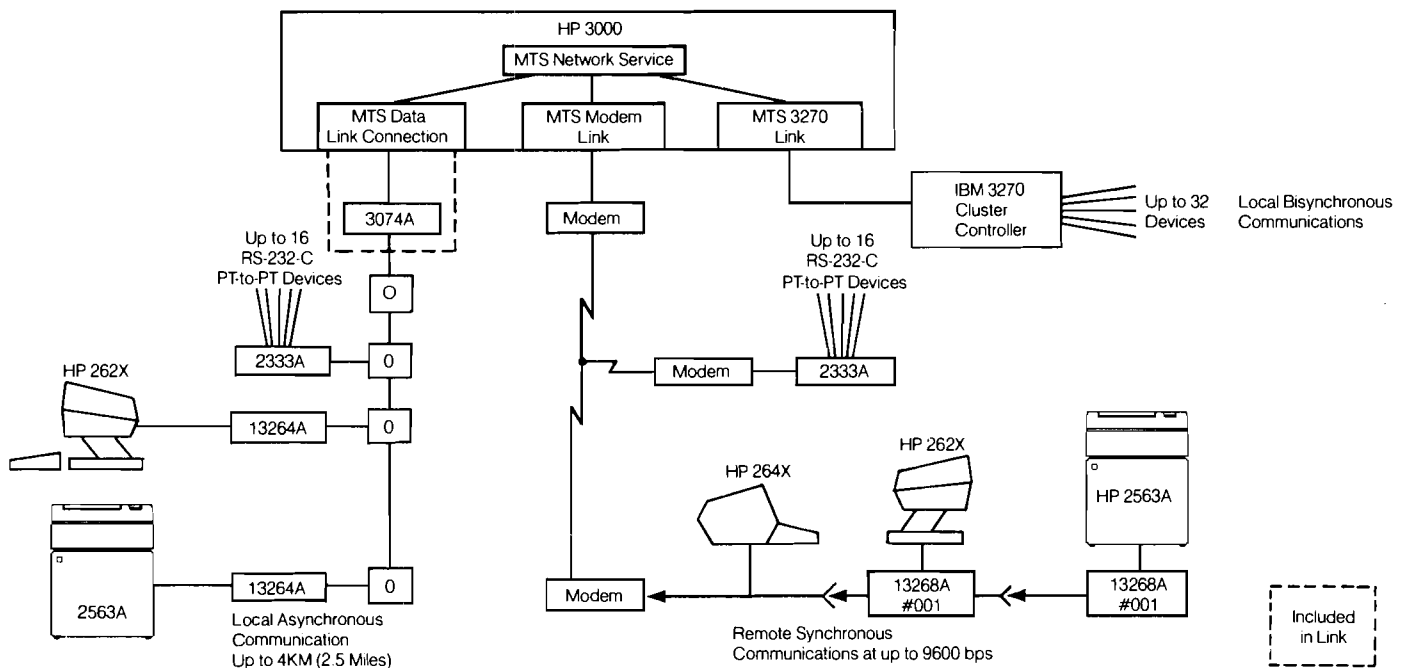 HP 3000
MTS Network Service
MTS Data
Link Connection
MTS Modem
Link
MTS 3270
Link
3074A
Modem
IBM 3270
Cluster
Controller
Up to 32
Devices
Local Bisynchronous
Communications
Up to 16
RS-232-C
PT-to-PT Devices
O
2333A
0
Up to 16
RS-232-C
PT-to-PT Devices
Modem
2333A
HP 262X
13264A
0
HP 264X
HP 262X
HP 2563A
2563A
13264A
0
Local Asynchronous
Communication
Up to 4KM (2.5 Miles)
Modem
13268A
#001
13268A
#001
Remote Synchronous
Communications at up to 9600 bps
Included
in Link